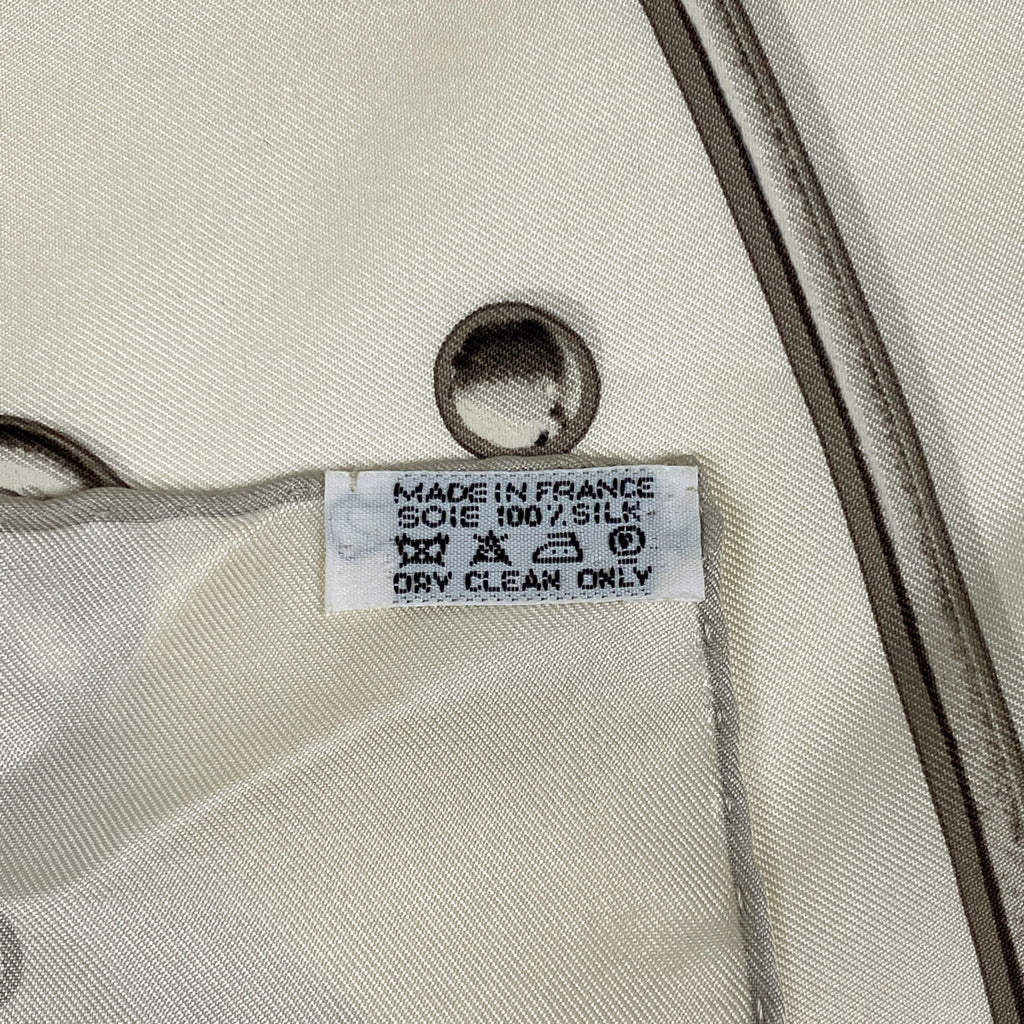 MADE IN FRANCE
SOIE 100% SILK
P
DRY CLEAN ONLY